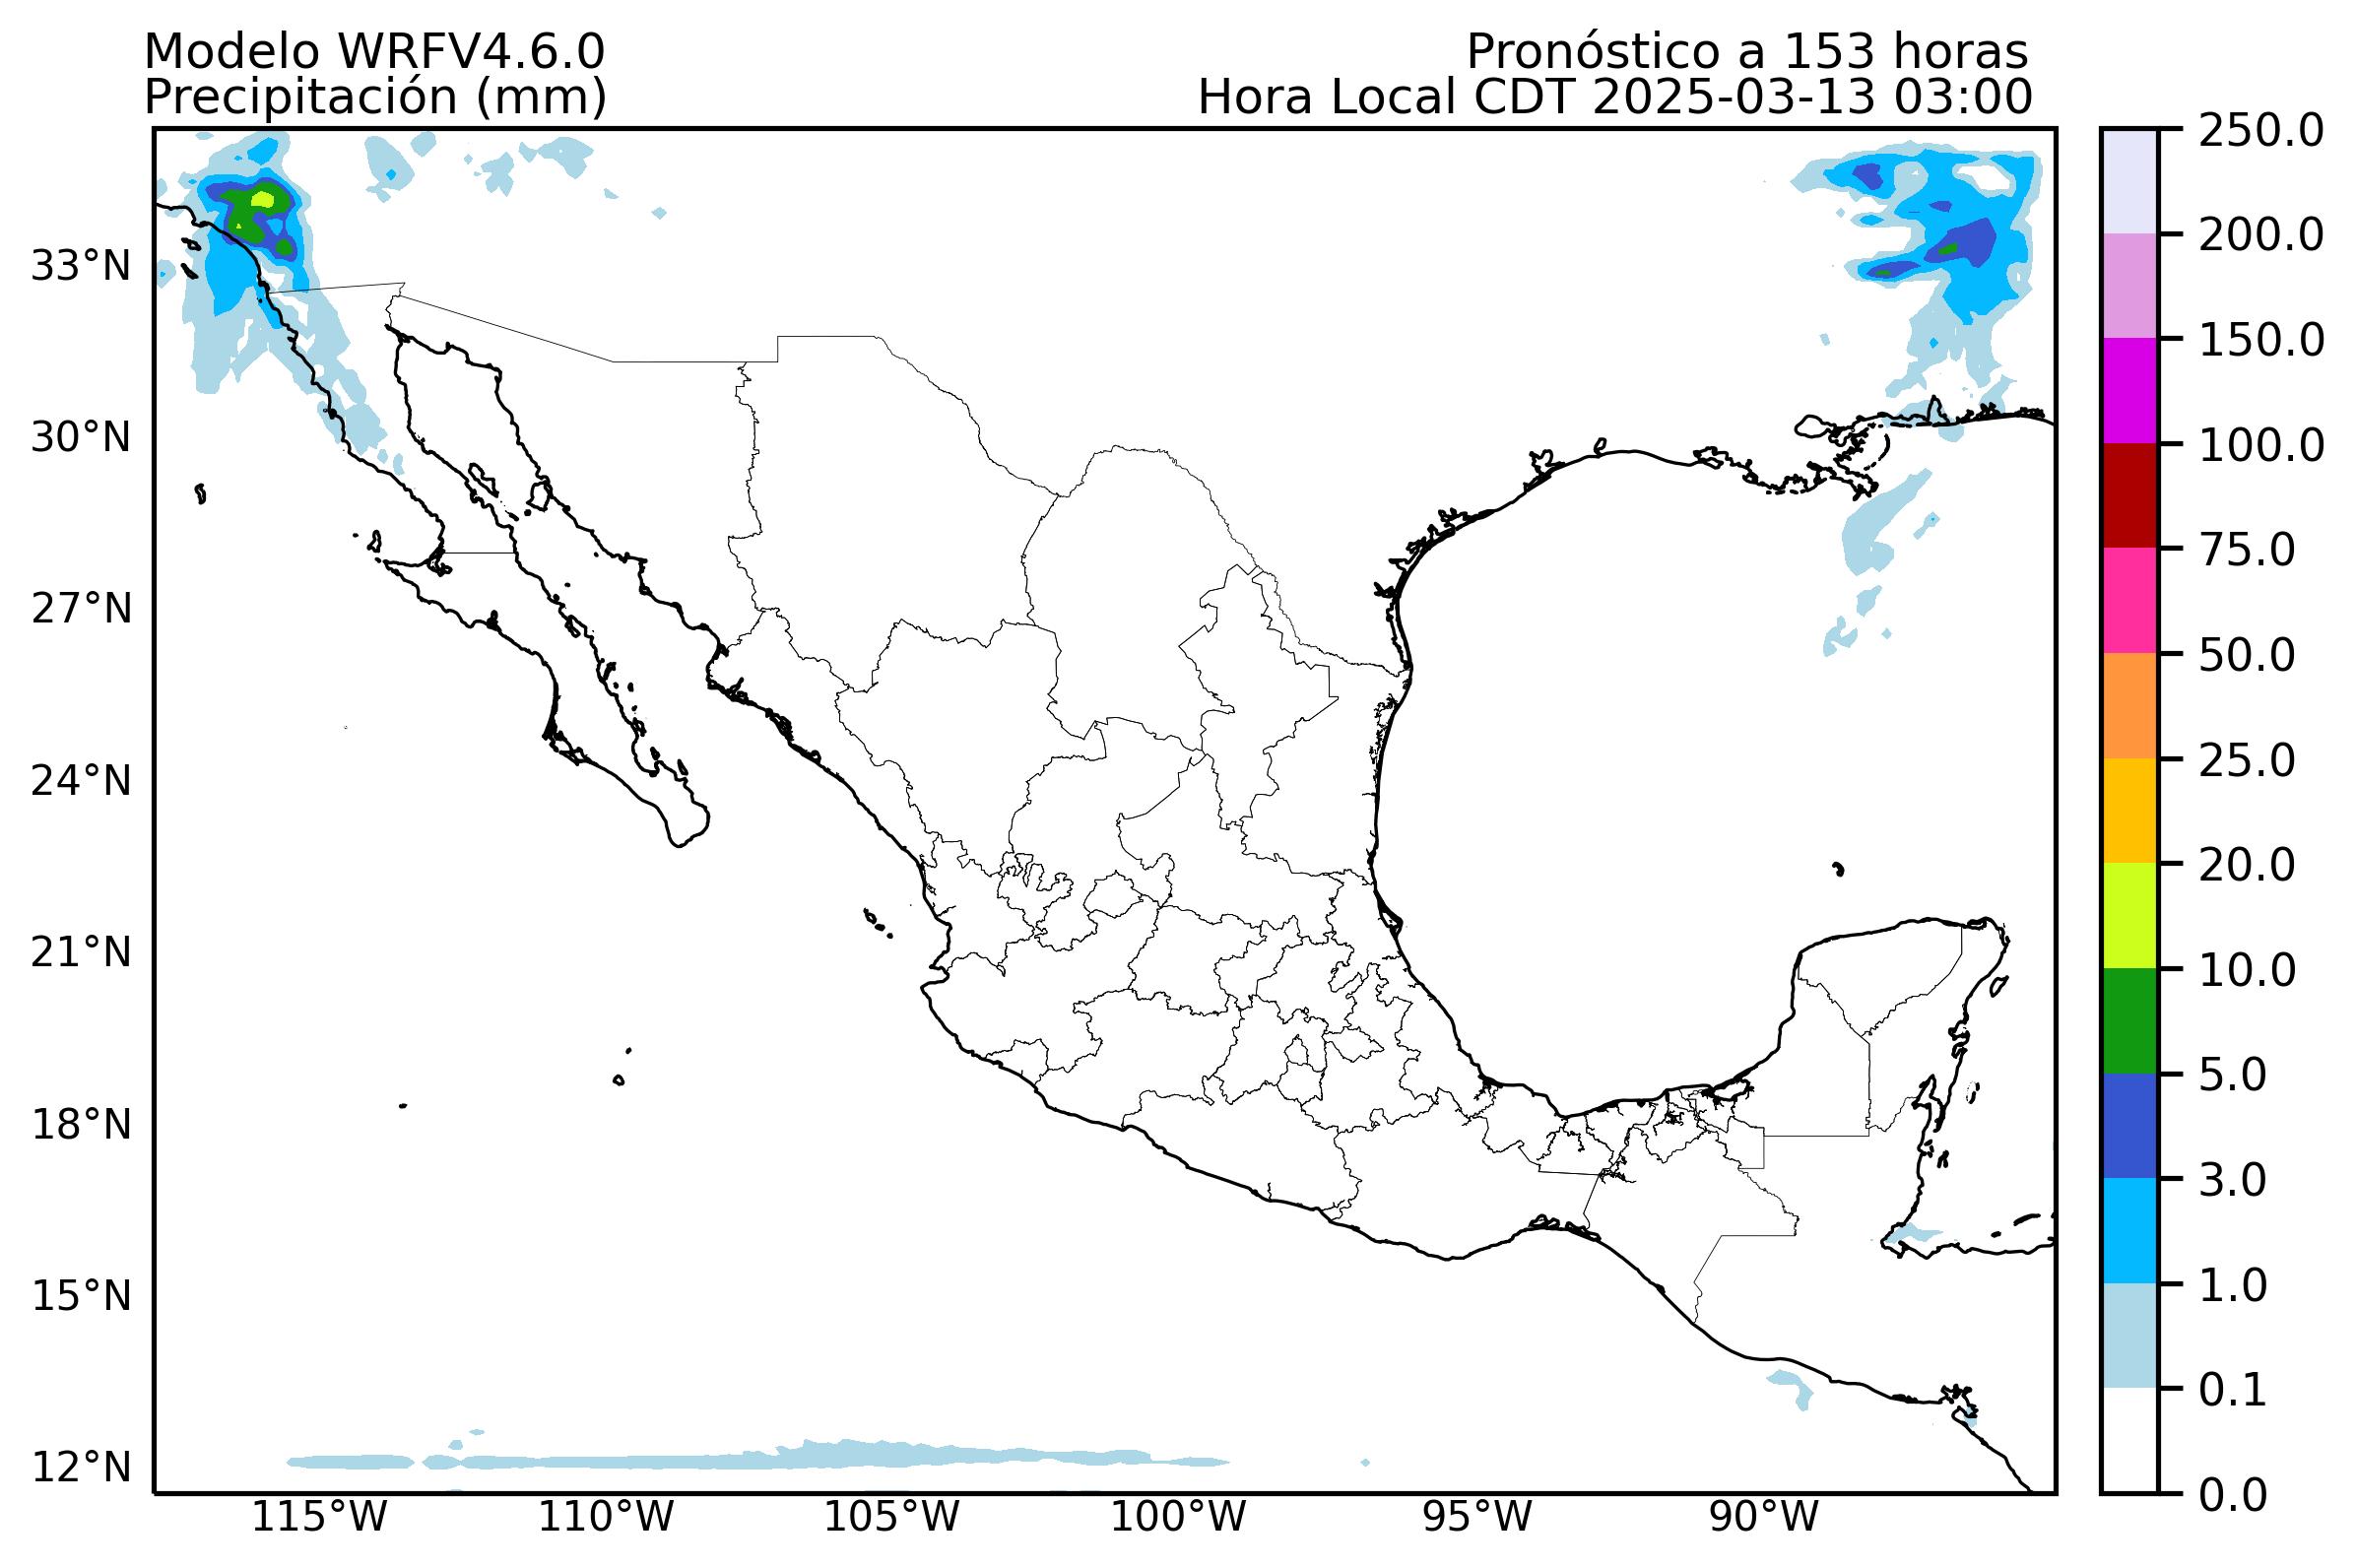 Modelo WRFV4.6.0
Precipitación (mm)
Pronóstico a 153 horas
Hora Local CDT 2025-03-13 03:00
33°N
30°N
27°N
24°N
21°N
18°N
15°N
12°N
115°W
110°W
105°W
100°W
95°W
90°W
250.0
200.0
150.0
100.0
75.0
50.0
25.0
20.0
10.0
5.0
3.0
1.0
0.1
0.0